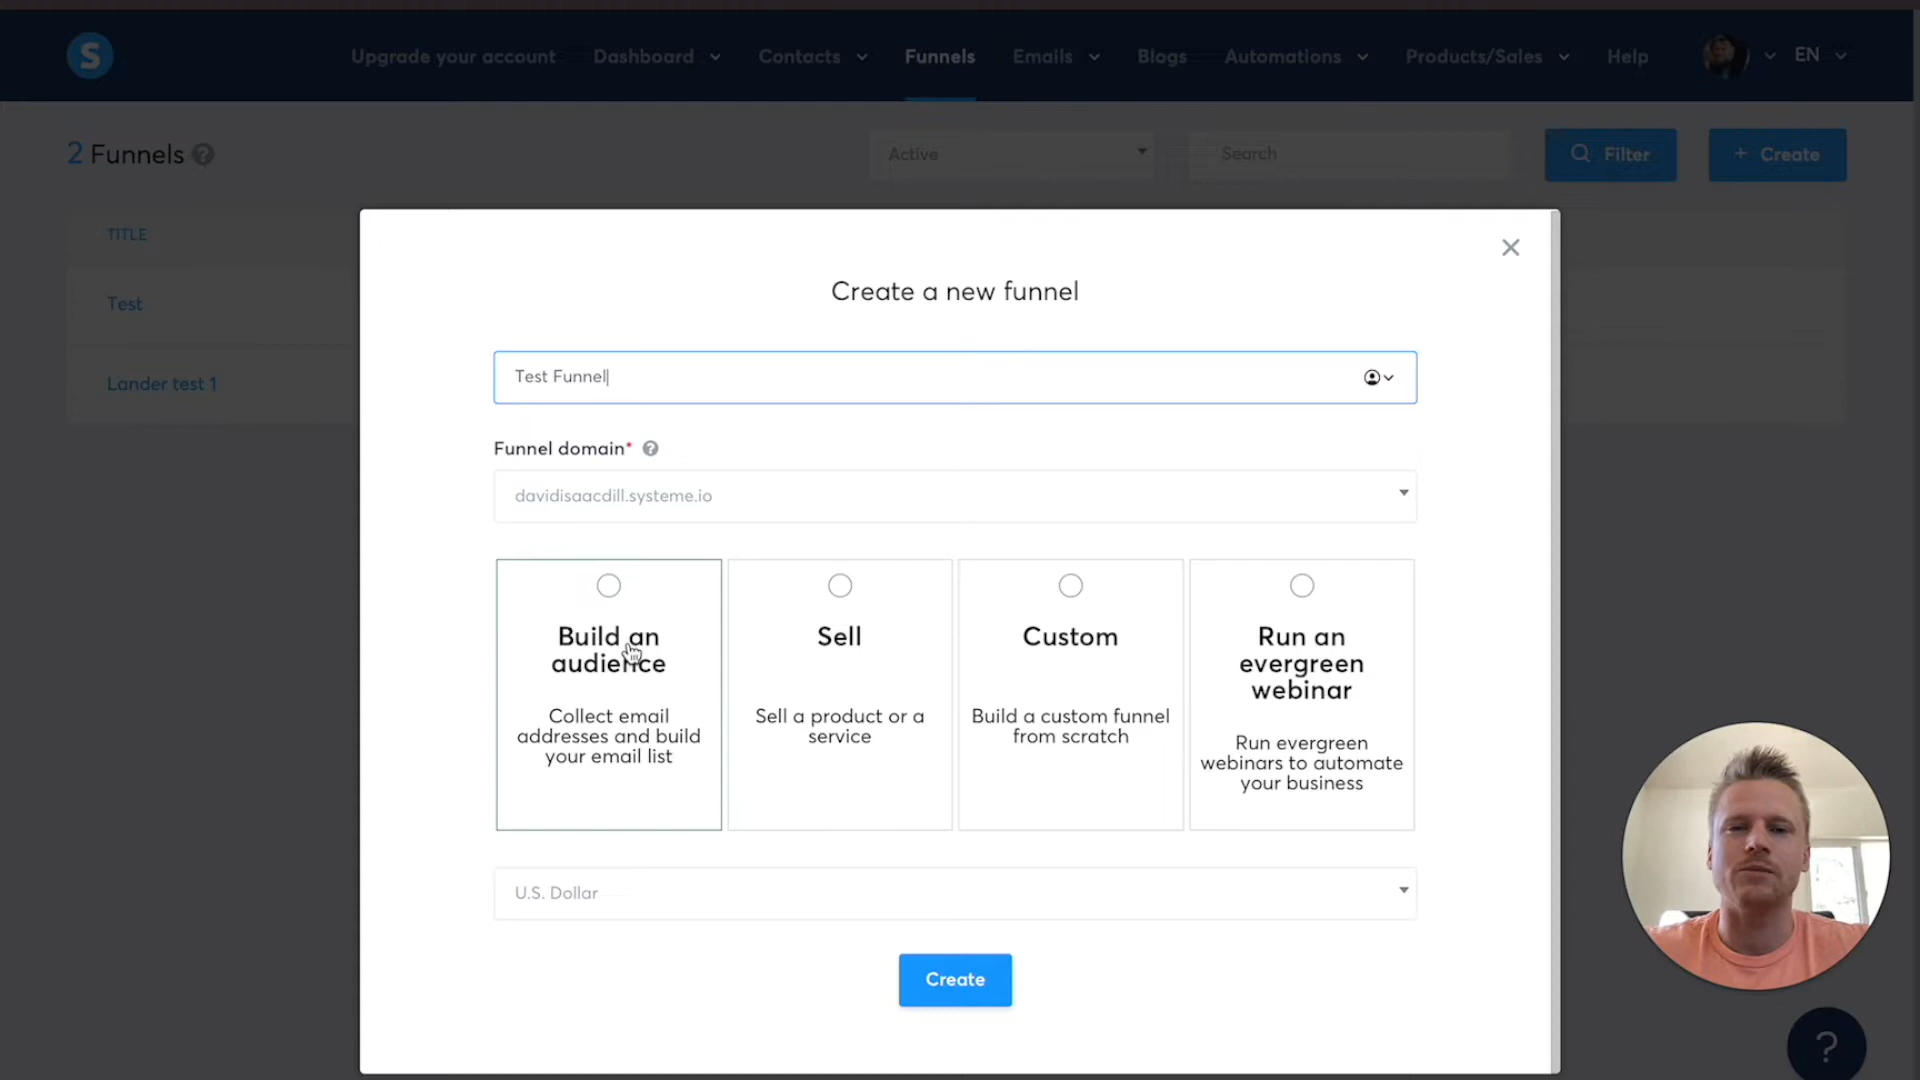 S
Upgrade your account Dashboard Contacts Funnels Emails Blogs Automations Products/Sales Help EN
2 Funnels ?
Active
Search
Filter
+ Create
TITLE
Test
Lander test 1
Create a new funnel
Test Funnel
Funnel domain* ?
davidisaacdill.systeme.io
Build an
audience
Collect email
addresses and build
your email list
Sell
Sell a product or a
service
Custom
Build a custom funnel
from scratch
Run an
evergreen
webinar
Run evergreen
webinars to automate
your business
U.S. Dollar
Create
?